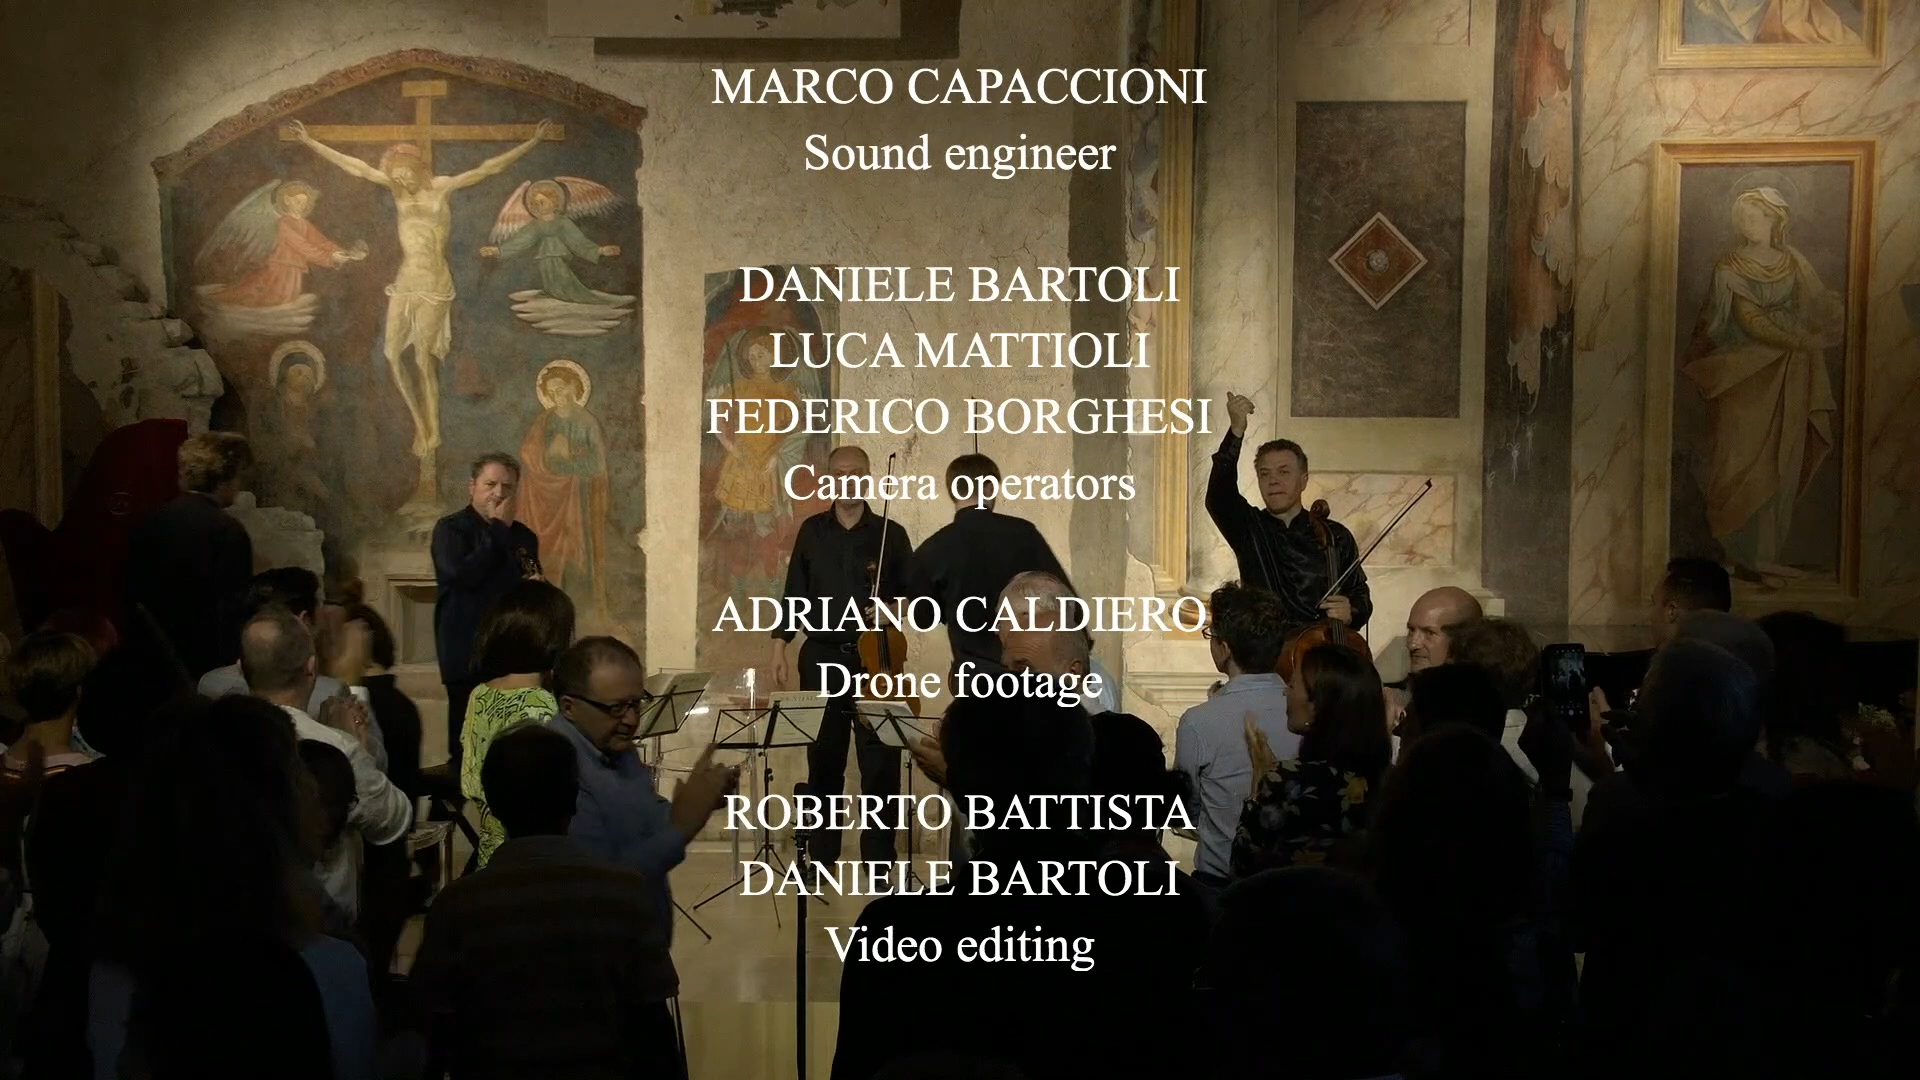 MARCO CAPACCIONI
Sound engineer
DANIELE BARTOLI
LUCA MATTIOLI
FEDERICO BORGHESI
Camera operators
ADRIANO CALDIERO
Drone footage
ROBERTO BATTISTA
DANIELE BARTOLI
Video editing